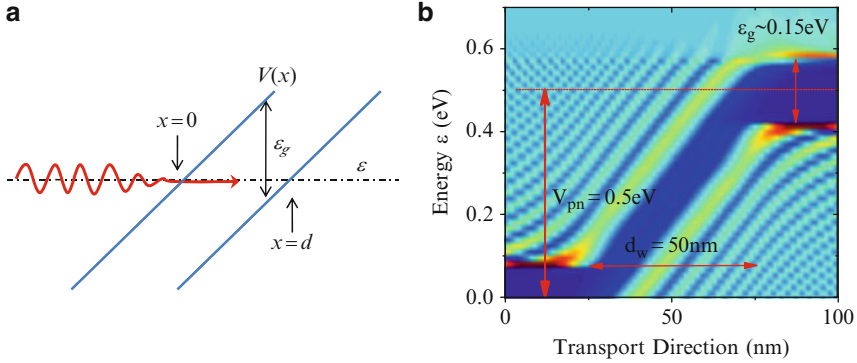 a
V(x)
x=0
ε_g
ε
x=d
b
Energy ε (eV)
0.6
0.4
0.2
0.0
ε_g~0.15eV
V_pn=0.5eV
d_w=50nm
0
50
100
Transport Direction (nm)